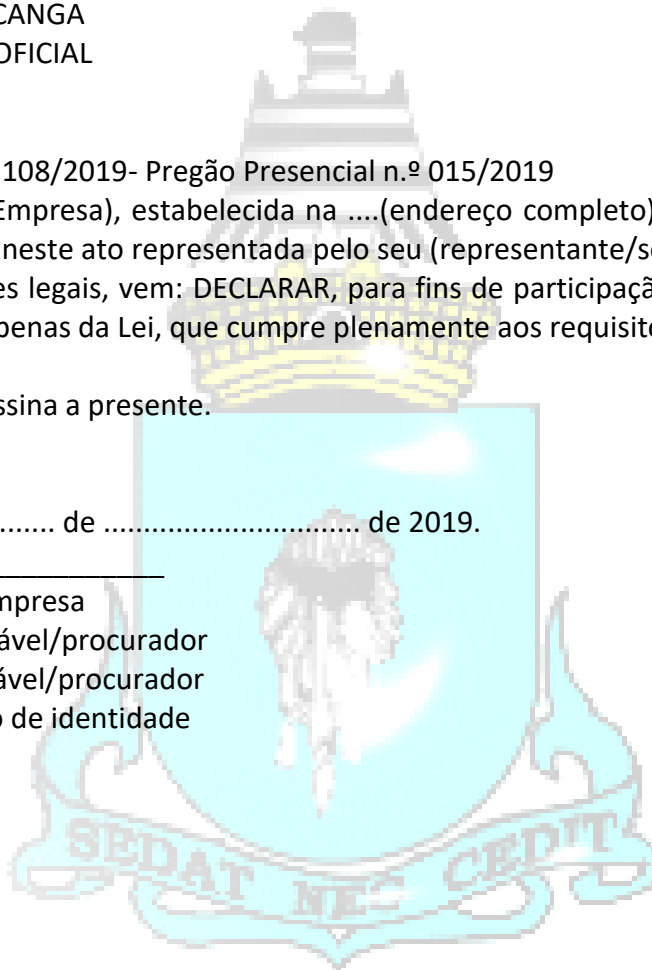 CANGA
OFICIAL
108/2019- Pregão Presencial n.º 015/2019
Empresa), estabelecida na ....(endereço completo)
neste ato representada pelo seu (representante/s
es legais, vem: DECLARAR, para fins de participaçã
penas da Lei, que cumpre plenamente aos requisit
ssina a presente.
....... de ................................. de 2019.
mpresa
ável/procurador
ável/procurador
o de identidade
SEDAT NEC CEDIT